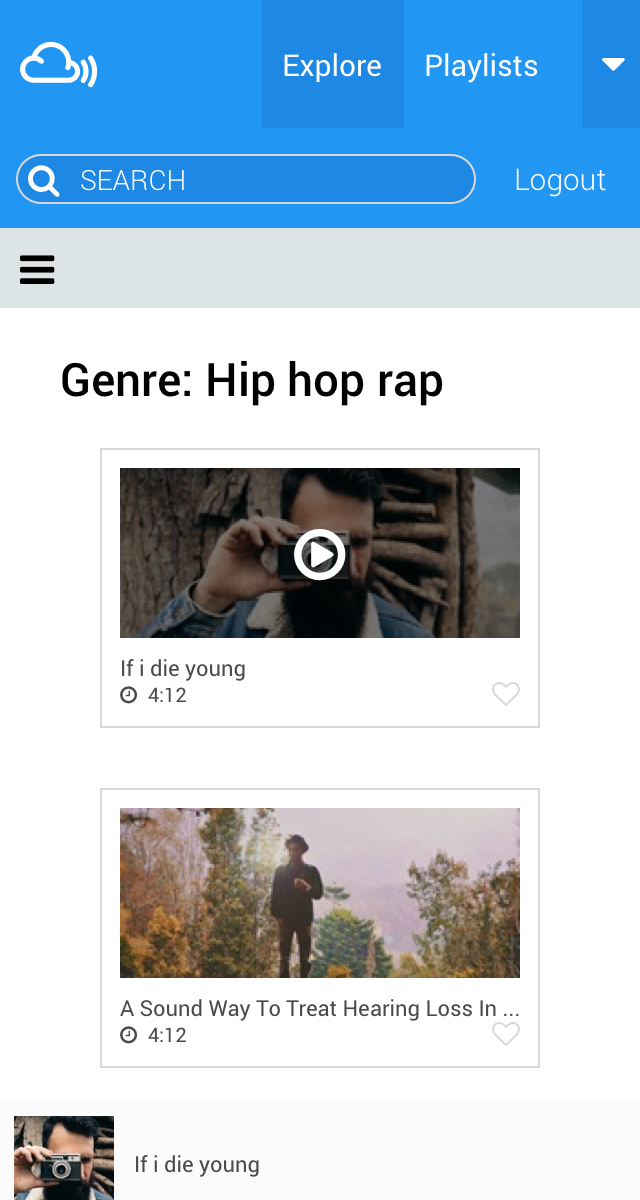 Explore
Playlists
SEARCH
Logout
Genre: Hip hop rap
If i die young
4:12
A Sound Way To Treat Hearing Loss In ...
4:12
If i die young